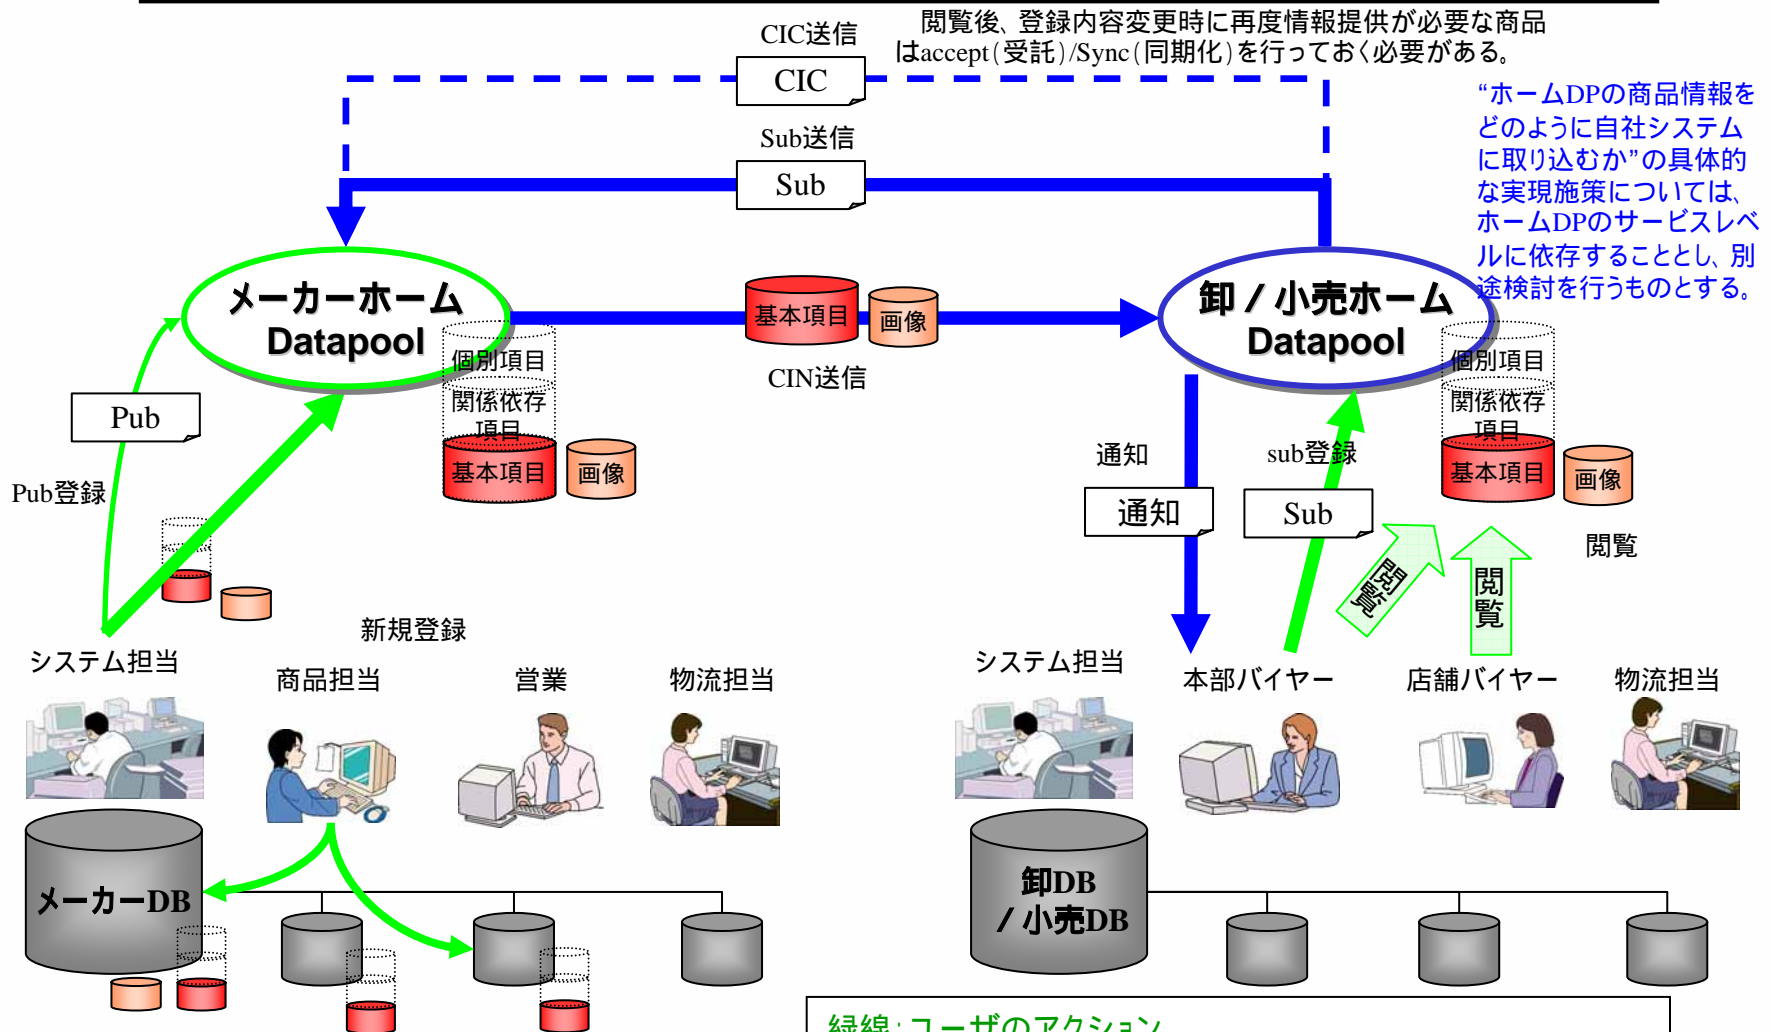 CIC送信
CIC
閲覧後、登録内容変更時に再度情報提供が必要な商品
はaccept(受託)/Sync(同期化)を行っておく必要がある。
Sub送信
Sub
“ホームDPの商品情報を
どのように自社システム
に取り込むか”の具体的
な実現施策については、
ホームDPのサービスレベ
ルに依存することとし、別
途検討を行うものとする。
メーカーホーム
Datapool
個別項目
関係依存
項目
基本項目
画像
基本項目
画像
CIN送信
卸/小売ホーム
Datapool
個別項目
関係依存
項目
基本項目
画像
Pub
Pub登録
通知
通知
sub登録
Sub
閲覧
閲覧
閲覧
新規登録
システム担当
商品担当
営業
物流担当
システム担当
本部バイヤー
店舗バイヤー
物流担当
メーカーDB
卸DB
/小売DB
緑線:ユーザのアクション